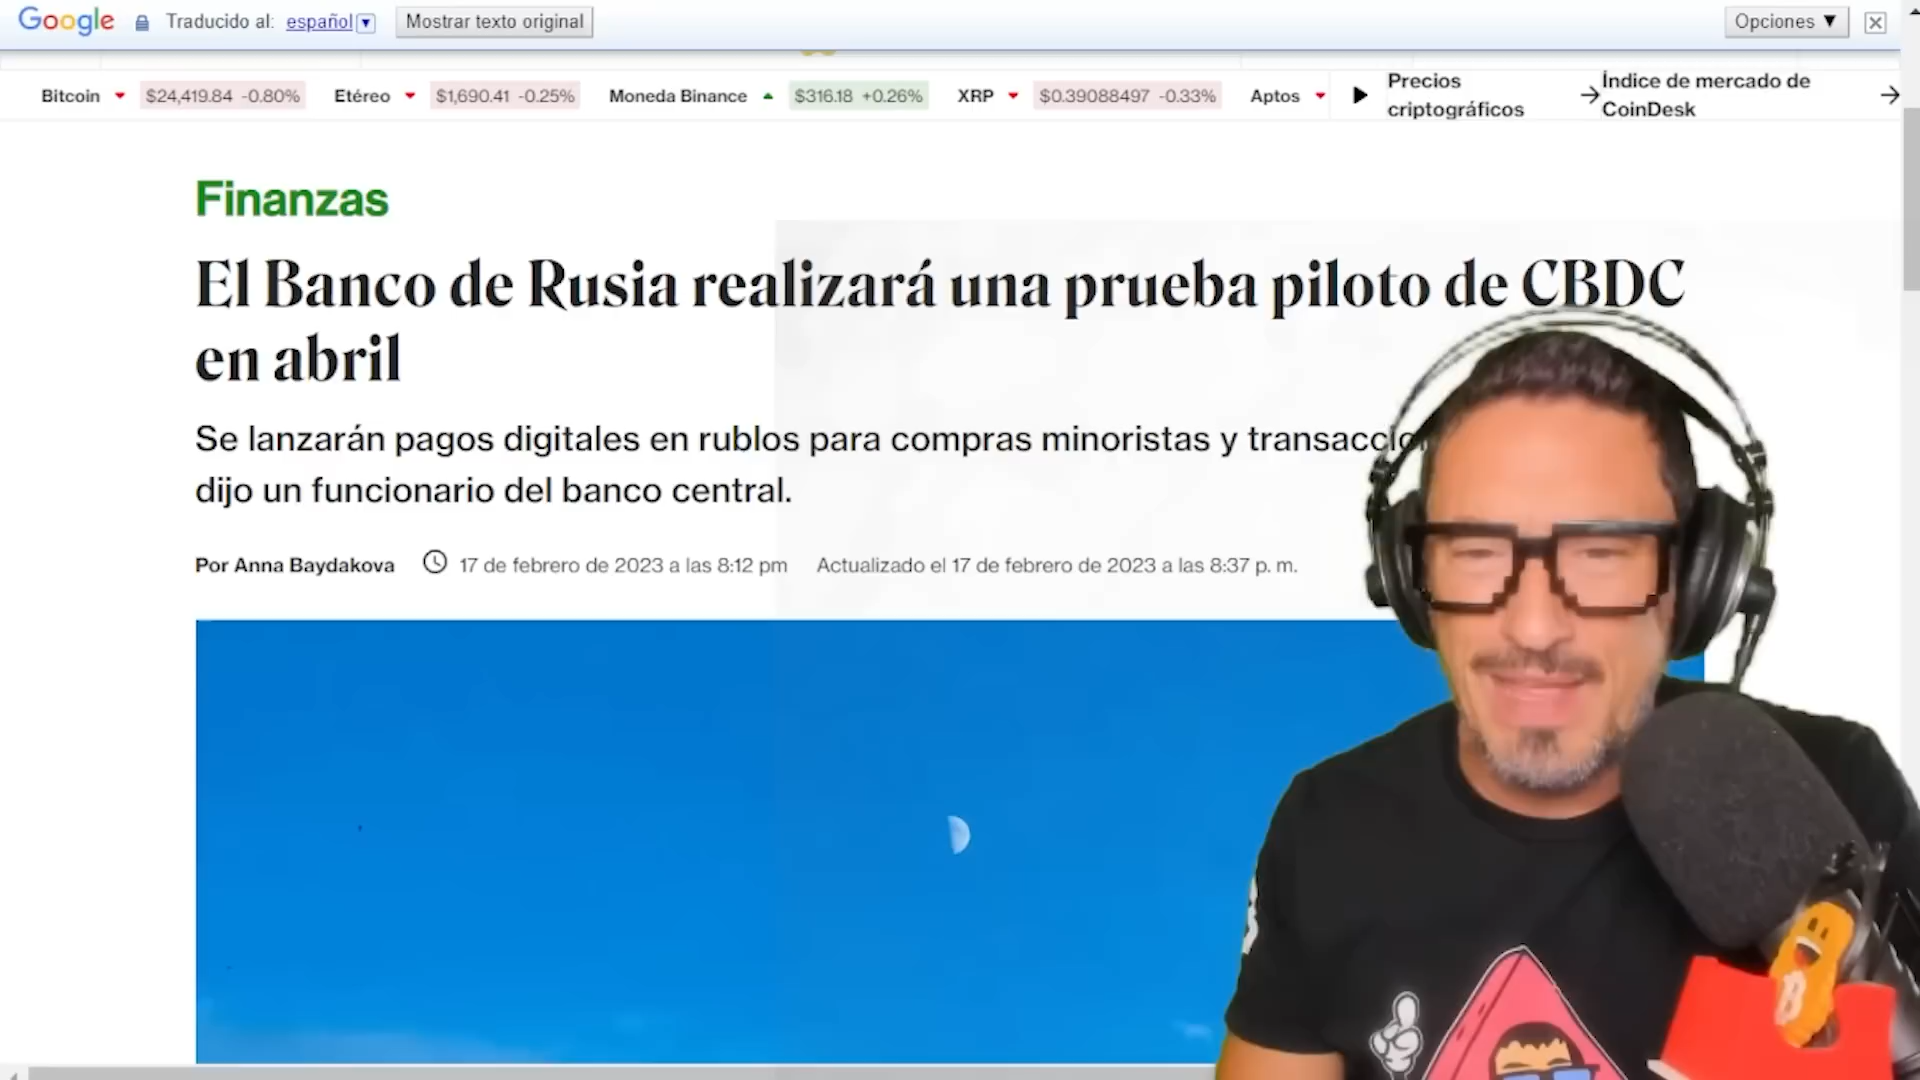 Google Traducido al: español Mostrar texto original Opciones ▼
Bitcoin $24,419.84 -0.80% Etéreo $1,690.41 -0.25% Moneda Binance $316.18 +0.26% XRP $0.39088497 -0.33% Aptos Precios criptográficos Índice de mercado de CoinDesk
Finanzas
El Banco de Rusia realizará una prueba piloto de CBDC
en abril
Se lanzarán pagos digitales en rublos para compras minoristas y
dijo un funcionario del banco central.
Por Anna Baydakova 17 de febrero de 2023 a las 8:12 pm Actualizado el 17 de febrero de 2023 a las 8:37 p. m.